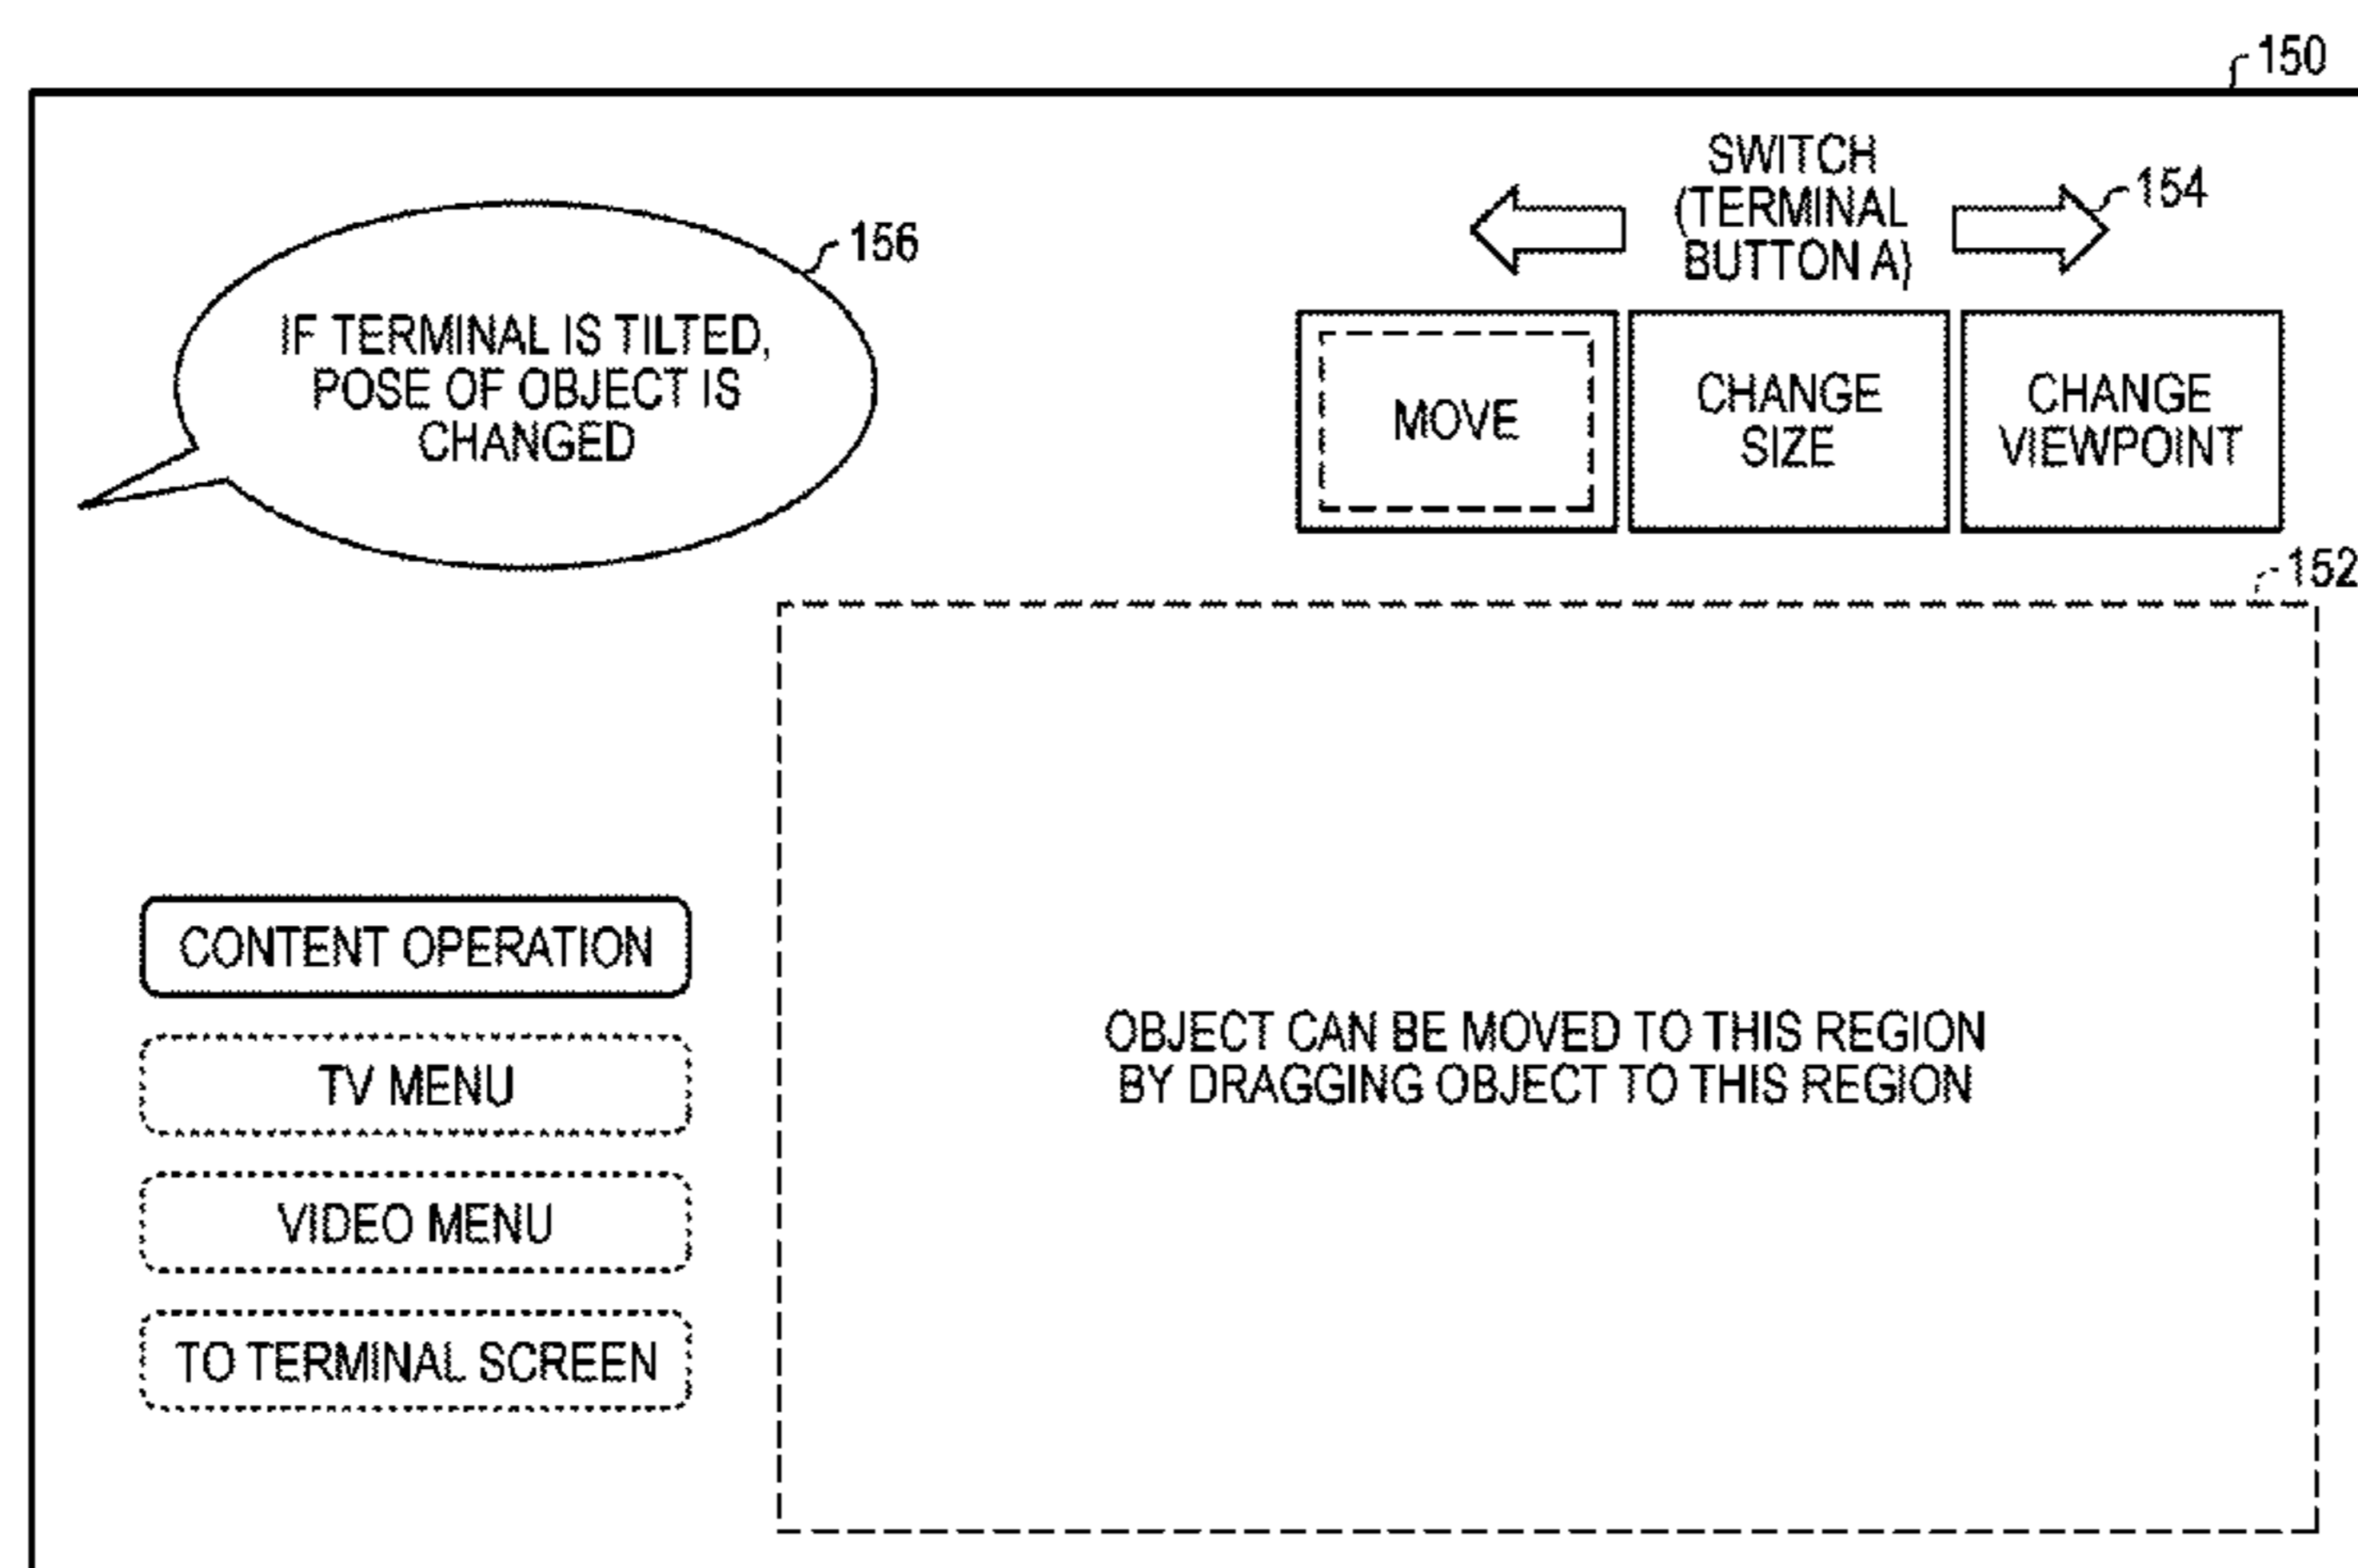 150
SWITCH
(TERMINAL
BUTTON A)
154
156
IF TERMINAL IS TILTED,
POSE OF OBJECT IS
CHANGED
MOVE
CHANGE
SIZE
CHANGE
VIEWPOINT
152
CONTENT OPERATION
TV MENU
VIDEO MENU
TO TERMINAL SCREEN
OBJECT CAN BE MOVED TO THIS REGION
BY DRAGGING OBJECT TO THIS REGION